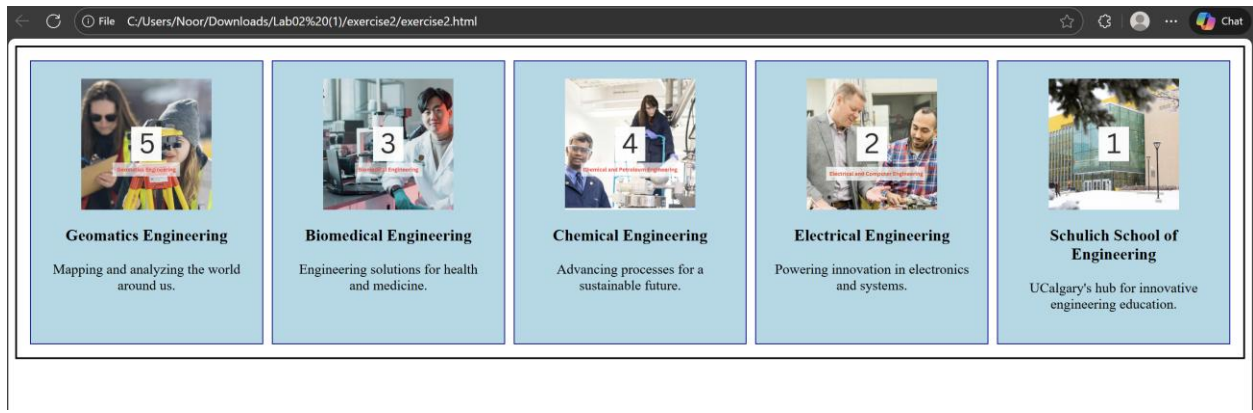 File C:/Users/Noor/Downloads/Lab02%20(1)/exercise2/exercise2.html
Chat
5
Geomatics Engineering
Geomatics Engineering
Mapping and analyzing the world
around us.
3
Biomedical Engineering
Biomedical Engineering
Engineering solutions for health
and medicine.
4
Chemical and Petroleum Engineering
Chemical Engineering
Advancing processes for a
sustainable future.
2
Electrical and Computer Engineering
Electrical Engineering
Powering innovation in electronics
and systems.
1
Schulich School of
Engineering
UCalgary's hub for innovative
engineering education.